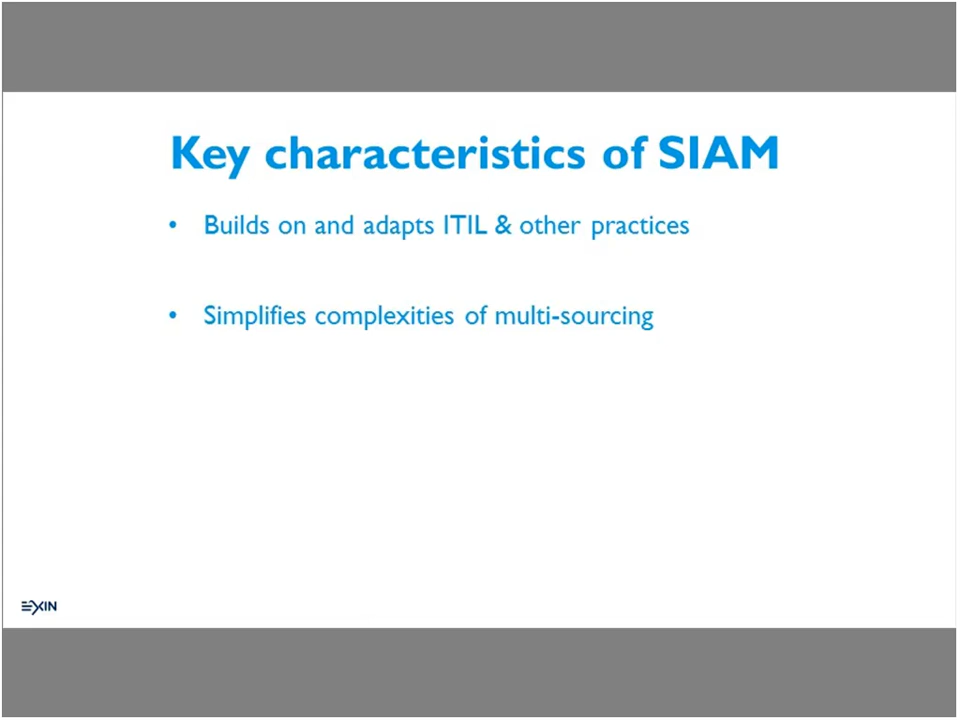 Key characteristics of SIAM
• Builds on and adapts ITIL & other practices
• Simplifies complexities of multi-sourcing
EXIN